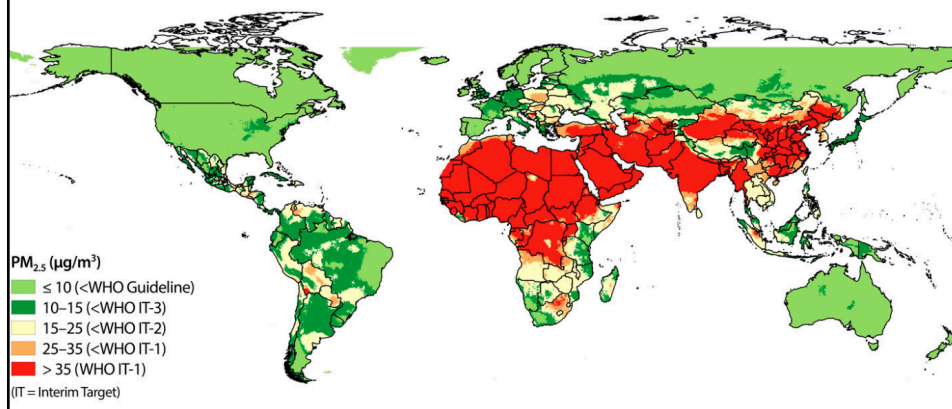 PM2.5 (µg/m³)
≤ 10 (<WHO Guideline)
10–15 (<WHO IT-3)
15–25 (<WHO IT-2)
25–35 (<WHO IT-1)
> 35 (WHO IT-1)
(IT = Interim Target)